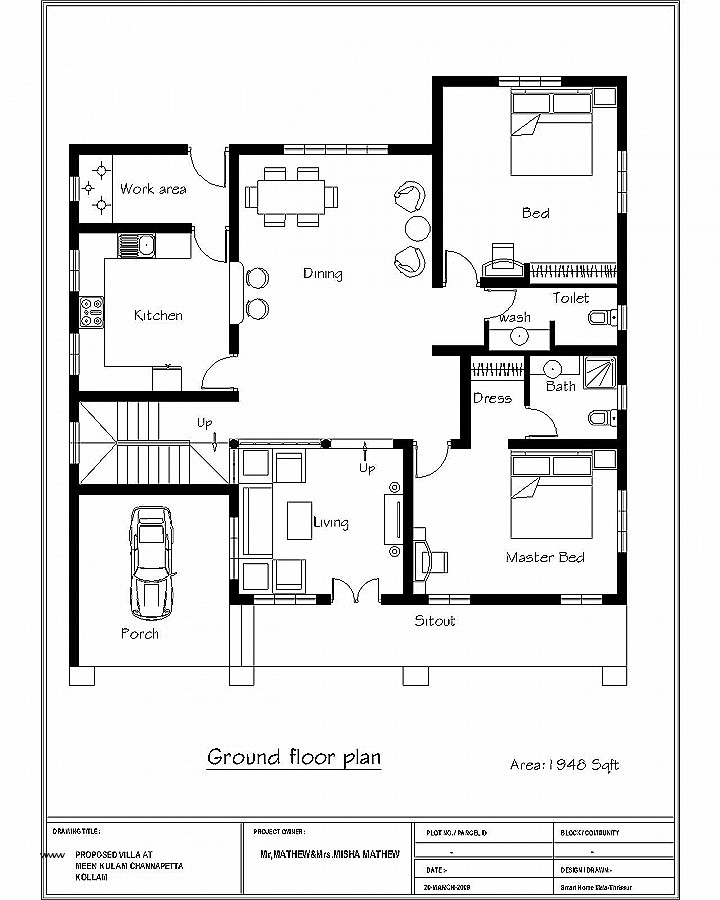 Work area
Bed
Dining
Toilet
wash
Kitchen
Bath
Dress
Up
Up
Living
Master Bed
Sitout
Porch
Ground floor plan
Area:1948 Sqft
DRAWING TITLE:
PROJECT OWNER:
PLOT NO./ PARCEL ID
BLOCK / COMMUNITY
www
PROPOSED VILLA AT
MEEN KULAM CHANNAPETTA
KOLLAM
Mr,MATHEW&Mrs.MISHA MATHEW
-
-
DATE:-
DESIGN / DRAWN:-
20-MARCH-2009
Smart Home Mala-Thrissur